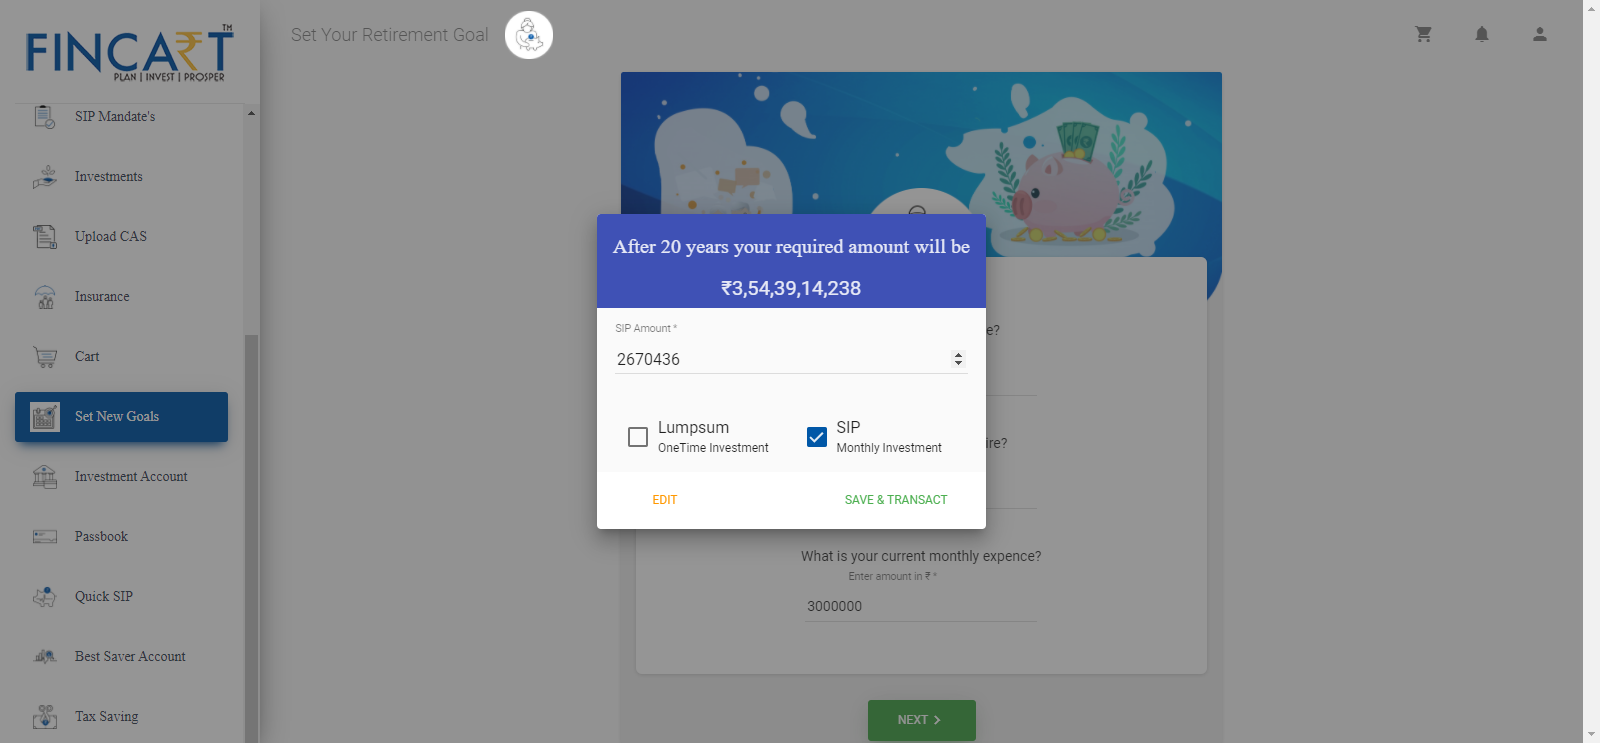 FINCART™
PLAN | INVEST | PROSPER
SIP Mandate's
Investments
Upload CAS
Insurance
Cart
Set New Goals
Investment Account
Passbook
Quick SIP
Best Saver Account
Tax Saving
Set Your Retirement Goal
After 20 years your required amount will be
₹3,54,39,14,238
SIP Amount *
2670436
Lumpsum
OneTime Investment
SIP
Monthly Investment
EDIT
SAVE & TRANSACT
e?
ire?
What is your current monthly expence?
Enter amount in ₹ *
3000000
NEXT